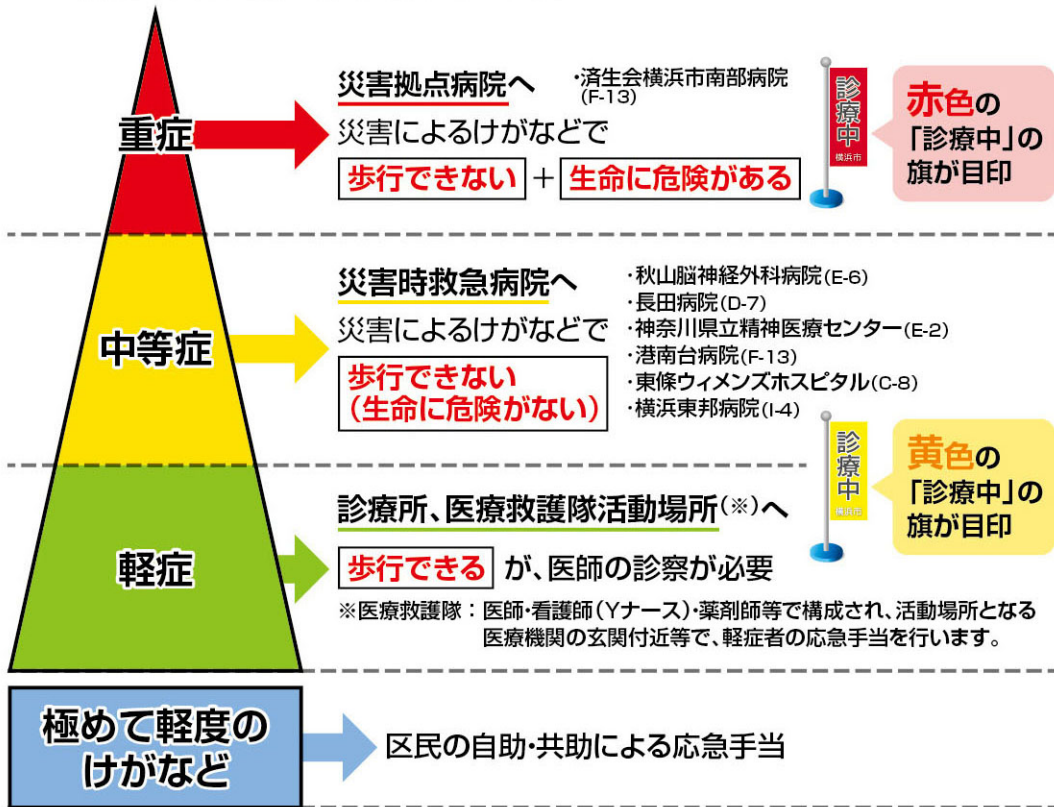 重症
災害拠点病院へ
・済生会横浜市南部病院
(F-13)
災害によるけがなどで
歩行できない + 生命に危険がある
診療中
横浜市
赤色の
「診療中」の
旗が目印
中等症
災害時救急病院へ
災害によるけがなどで
歩行できない
(生命に危険がない)
・秋山脳神経外科病院(E-6)
・長田病院(D-7)
・神奈川県立精神医療センター(E-2)
・港南台病院(F-13)
・東條ウィメンズホスピタル(C-8)
・横浜東邦病院(I-4)
診療中
横浜市
黄色の
「診療中」の
旗が目印
軽症
診療所、医療救護隊活動場所(※)へ
歩行できる が、医師の診察が必要
※医療救護隊：医師・看護師(Yナース)・薬剤師等で構成され、活動場所となる
医療機関の玄関付近等で、軽症者の応急手当を行います。
極めて軽度の
けがなど
区民の自助・共助による応急手当